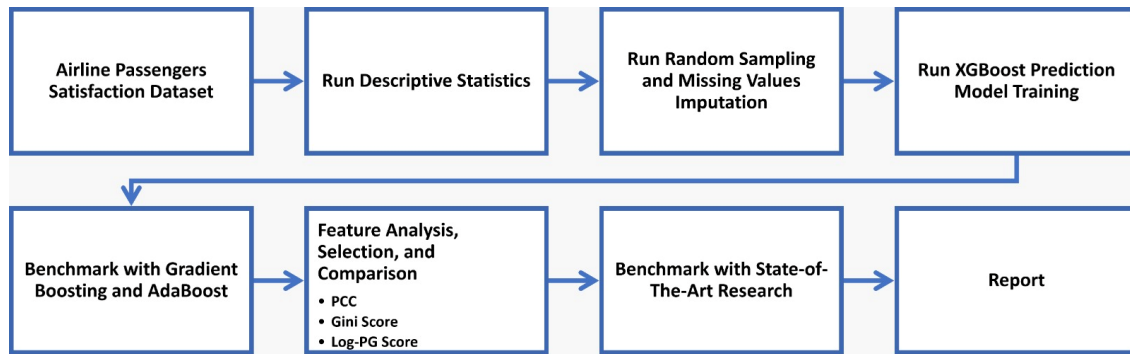 Airline Passengers
Satisfaction Dataset
Run Descriptive Statistics
Run Random Sampling
and Missing Values
Imputation
Run XGBoost Prediction
Model Training
Benchmark with Gradient
Boosting and AdaBoost
Feature Analysis,
Selection, and
Comparison
• PCC
• Gini Score
• Log-PG Score
Benchmark with State-of-
The-Art Research
Report